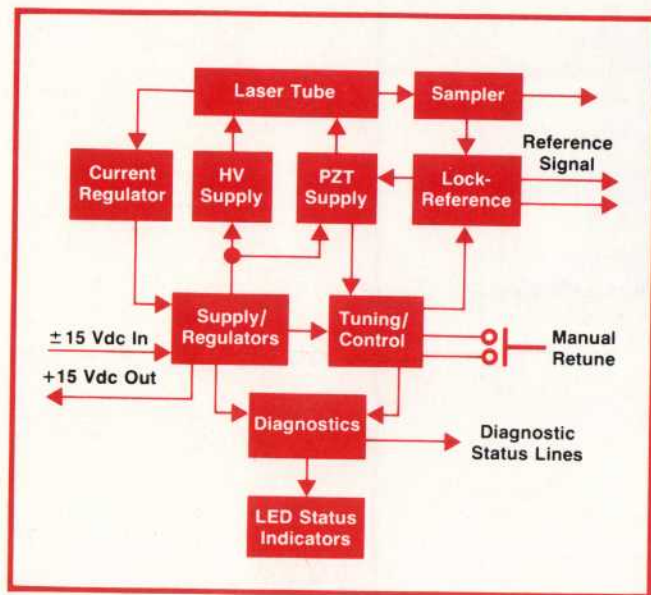 Laser Tube
Sampler
Reference
Signal
Current
Regulator
HV
Supply
PZT
Supply
Lock-
Reference
±15 Vdc In
+15 Vdc Out
Supply/
Regulators
Tuning/
Control
Manual
Retune
Diagnostics
Diagnostic
Status Lines
LED Status
Indicators